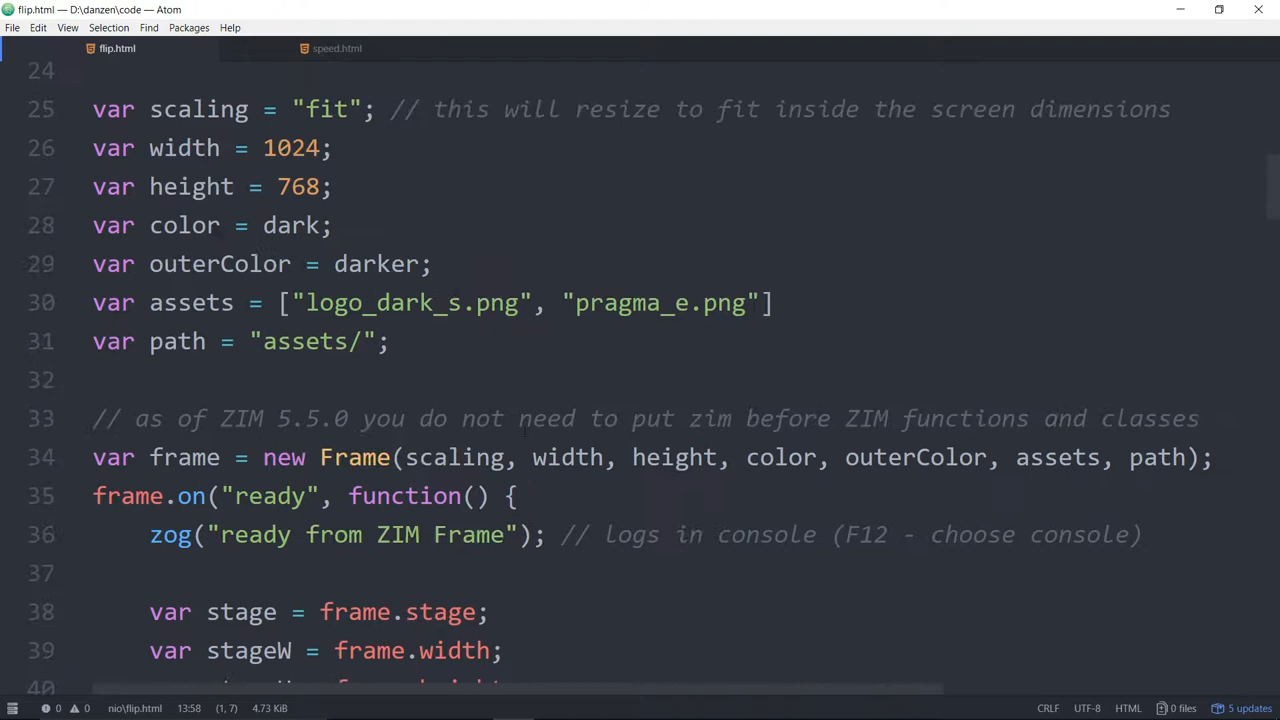 flip.html — D:\danzen\code — Atom
File Edit View Selection Find Packages Help
flip.html speed.html
24
25 var scaling = "fit"; // this will resize to fit inside the screen dimensions
26 var width = 1024;
27 var height = 768;
28 var color = dark;
29 var outerColor = darker;
30 var assets = ["logo_dark_s.png", "pragma_e.png"]
31 var path = "assets/";
32
33 // as of ZIM 5.5.0 you do not need to put zim before ZIM functions and classes
34 var frame = new Frame(scaling, width, height, color, outerColor, assets, path);
35 frame.on("ready", function() {
36 zog("ready from ZIM Frame"); // logs in console (F12 - choose console)
37
38 var stage = frame.stage;
39 var stageW = frame.width;
40
0 0 nio\flip.html 13:58 (1, 7) 4.73 KiB CRLF UTF-8 HTML 0 files 5 updates